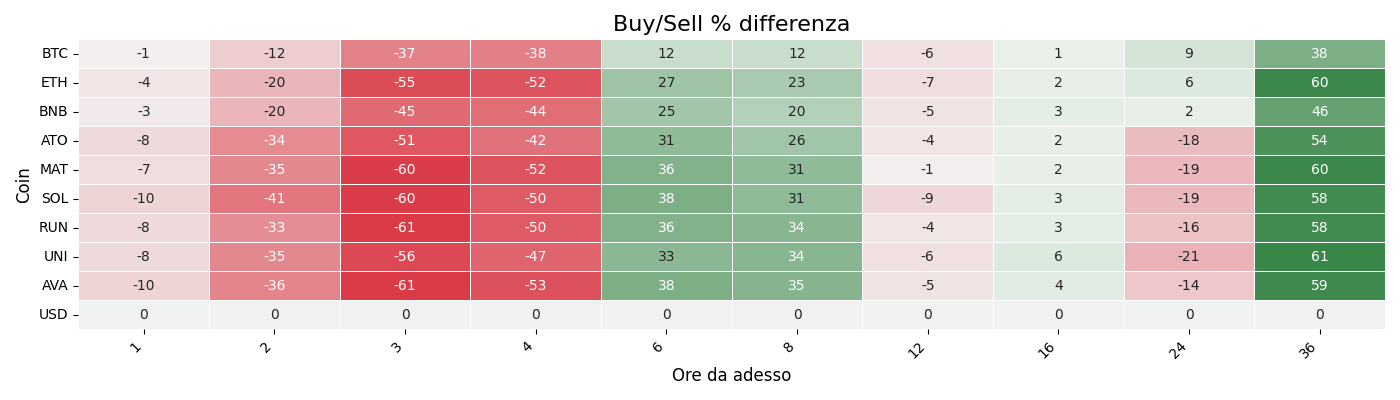 Buy/Sell % differenza
Coin
BTC -1 -12 -37 -38 12 12 -6 1 9 38
ETH -4 -20 -55 -52 27 23 -7 2 6 60
BNB -3 -20 -45 -44 25 20 -5 3 2 46
ATO -8 -34 -51 -42 31 26 -4 2 -18 54
MAT -7 -35 -60 -52 36 31 -1 2 -19 60
SOL -10 -41 -60 -50 38 31 -9 3 -19 58
RUN -8 -33 -61 -50 36 34 -4 3 -16 58
UNI -8 -35 -56 -47 33 34 -6 6 -21 61
AVA -10 -36 -61 -53 38 35 -5 4 -14 59
USD 0 0 0 0 0 0 0 0 0 0
1 2 3 4 6 8 12 16 24 36
Ore da adesso